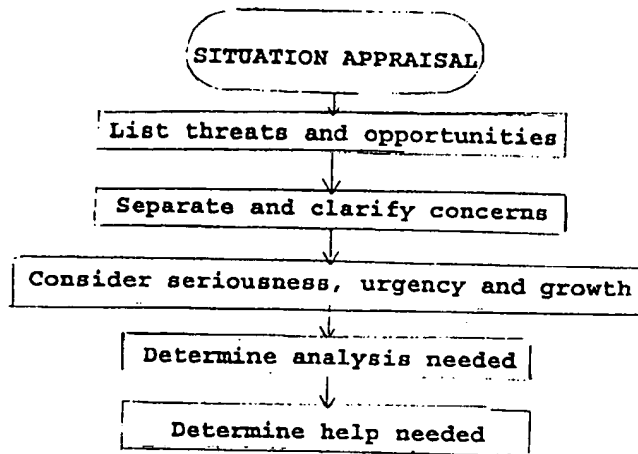 SITUATION APPRAISAL
List threats and opportunities
Separate and clarify concerns
Consider seriousness, urgency and growth
Determine analysis needed
Determine help needed